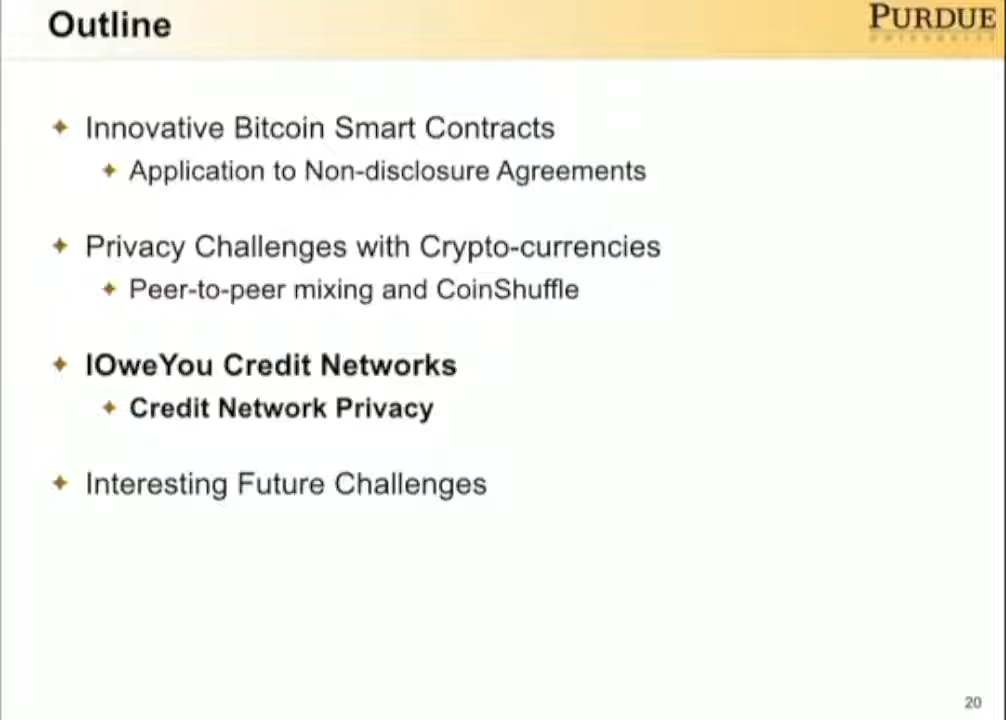 Outline
PURDUE
UNIVERSITY
Innovative Bitcoin Smart Contracts
Application to Non-disclosure Agreements
Privacy Challenges with Crypto-currencies
Peer-to-peer mixing and CoinShuffle
IOweYou Credit Networks
Credit Network Privacy
Interesting Future Challenges
20